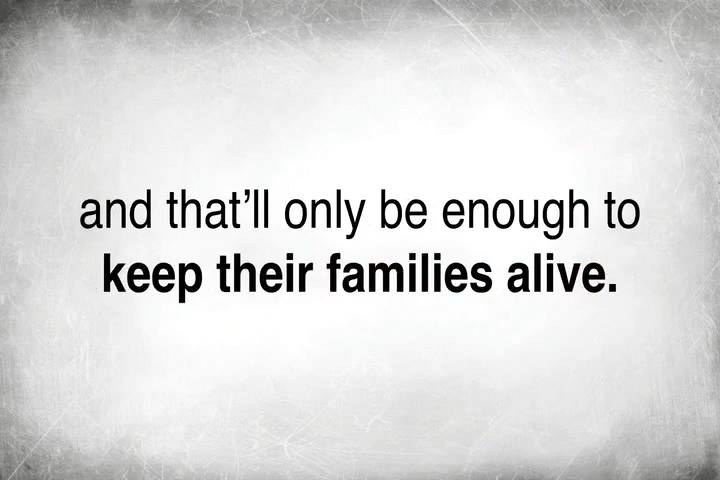 and that’ll only be enough to
keep their families alive.